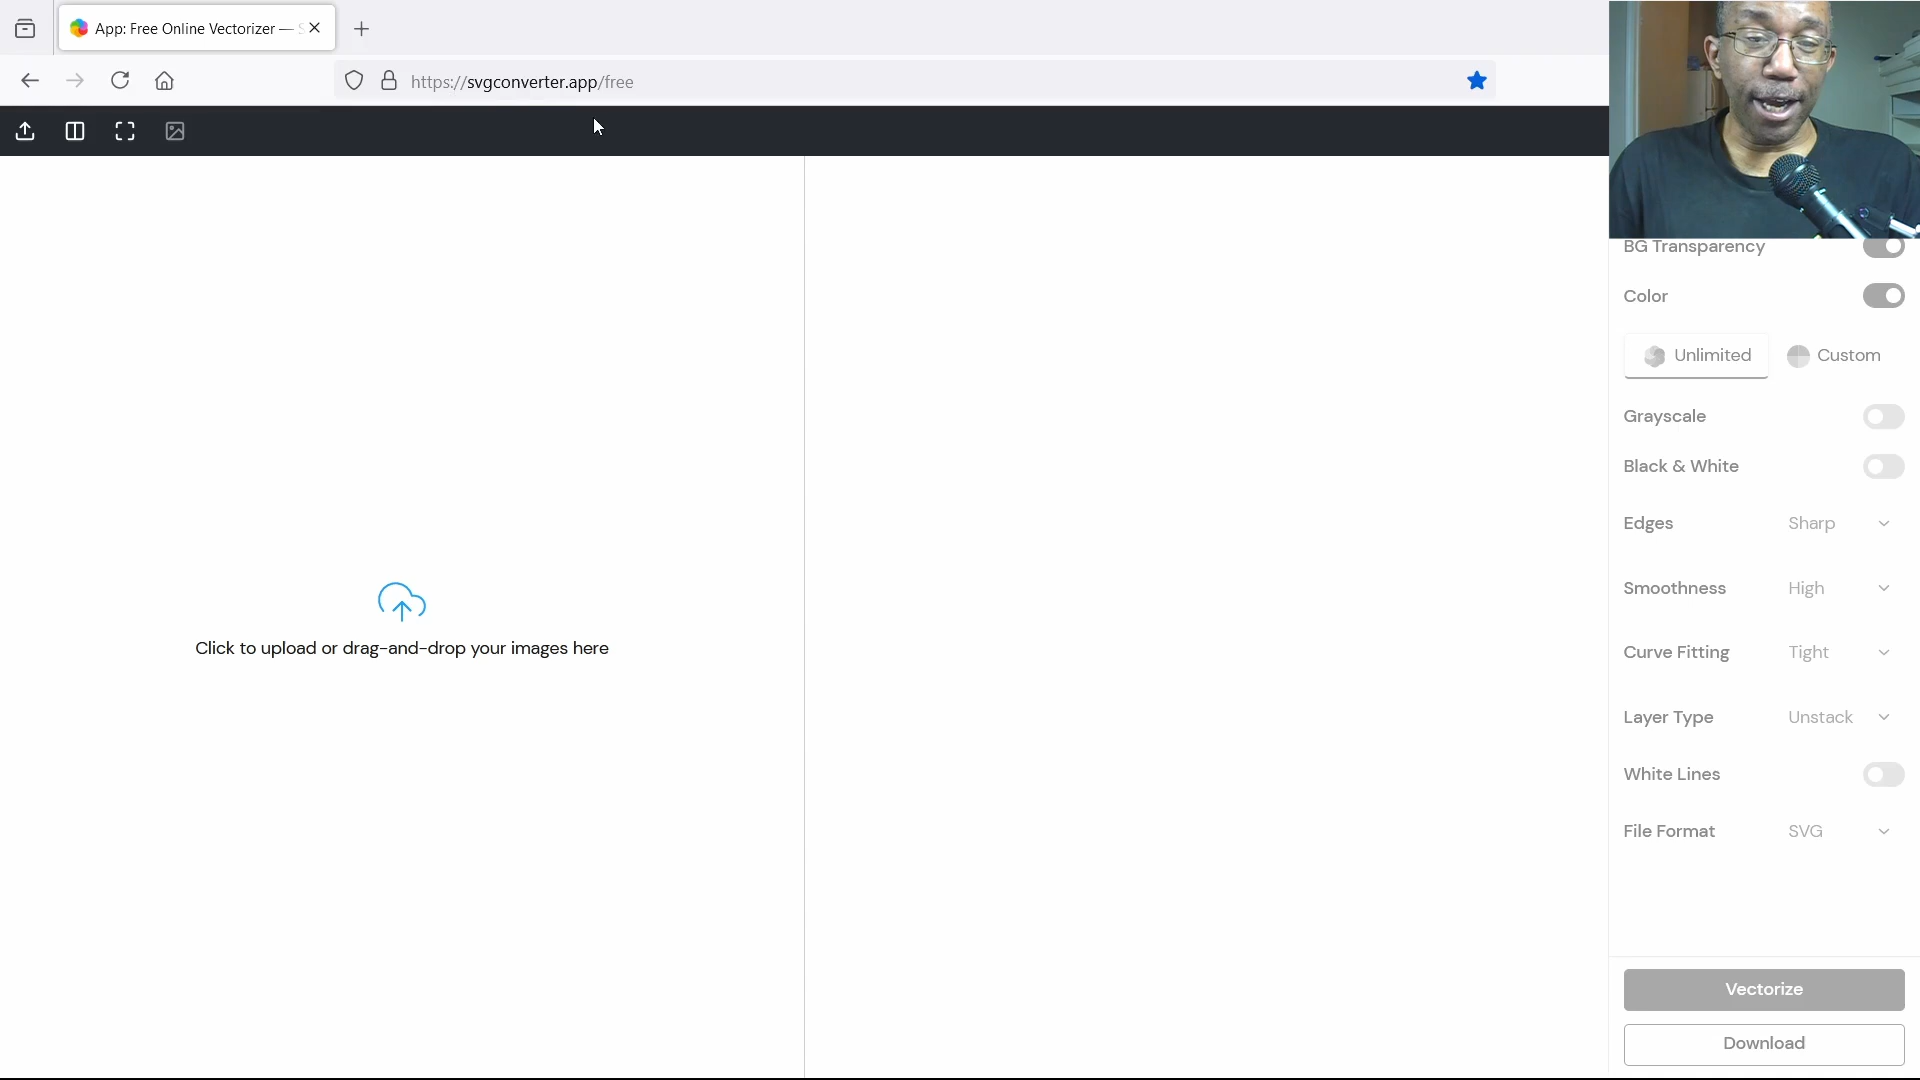 App: Free Online Vectorizer —
https://svgconverter.app/free
Click to upload or drag-and-drop your images here
BG Transparency
Color
Unlimited Custom
Grayscale
Black & White
Edges Sharp
Smoothness High
Curve Fitting Tight
Layer Type Unstack
White Lines
File Format SVG
Vectorize
Download